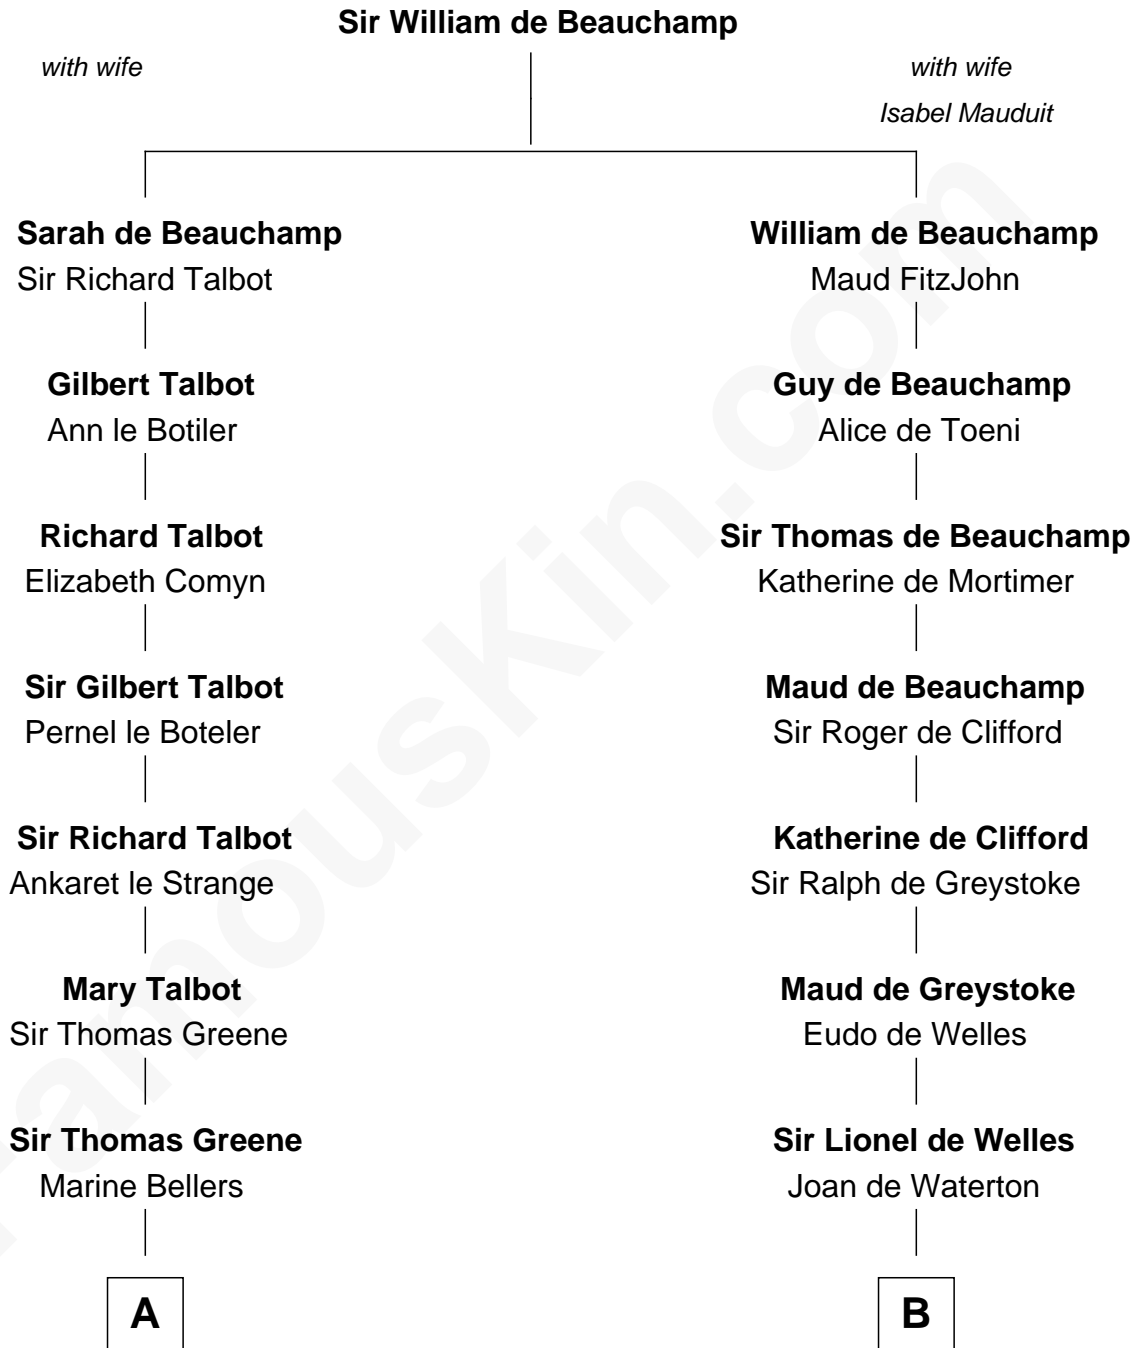 Sir William de Beauchamp
with wife
with wife
Isabel Mauduit
Sarah de Beauchamp
Sir Richard Talbot
William de Beauchamp
Maud FitzJohn
Gilbert Talbot
Ann le Botiler
Guy de Beauchamp
Alice de Toeni
Richard Talbot
Elizabeth Comyn
Sir Thomas de Beauchamp
Katherine de Mortimer
Sir Gilbert Talbot
Pernel le Boteler
Maud de Beauchamp
Sir Roger de Clifford
Sir Richard Talbot
Ankaret le Strange
Katherine de Clifford
Sir Ralph de Greystoke
Mary Talbot
Sir Thomas Greene
Maud de Greystoke
Eudo de Welles
Sir Thomas Greene
Marine Bellers
Sir Lionel de Welles
Joan de Waterton
A
B
FamousKin.com